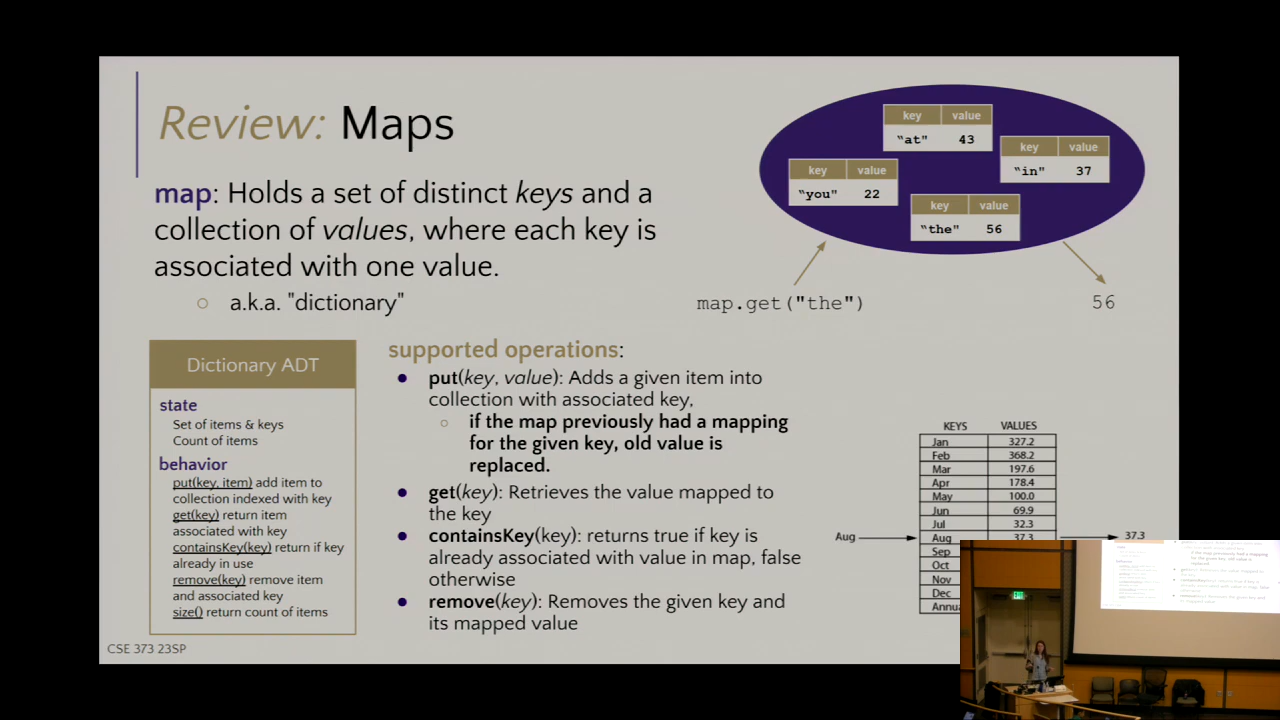 Review: Maps
map: Holds a set of distinct keys and a
collection of values, where each key is
associated with one value.
○ a.k.a. "dictionary"
key value
"at" 43
key value
"in" 37
key value
"you" 22
key value
"the" 56
map.get("the")
56
Dictionary ADT
state
Set of items & keys
Count of items
behavior
put(key, item) add item to
collection indexed with key
get(key) return item
associated with key
containsKey(key) return if key
already in use
remove(key) remove item
and associated key
size() return count of items
supported operations:
● put(key, value): Adds a given item into
collection with associated key,
○ if the map previously had a mapping
for the given key, old value is
replaced.
● get(key): Retrieves the value mapped to
the key
● containsKey(key): returns true if key is
already associated with value in map, false
otherwise
● remove(key): Removes the given key and
its mapped value
KEYS VALUES
Jan 327.2
Feb 368.2
Mar 197.6
Apr 178.4
May 100.0
Jun 69.9
Jul 32.3
Aug Aug 37.3 37.3
Sep
Oct
Nov
Dec
CSE 373 23SP